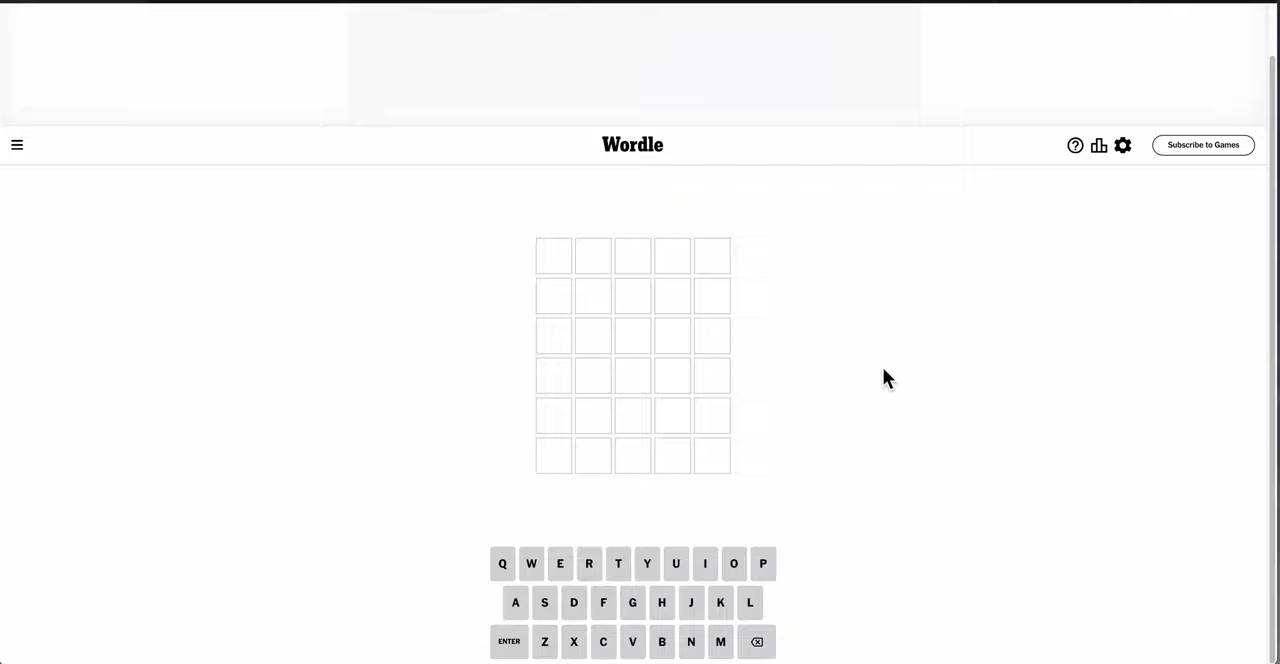 Wordle
Subscribe to Games
Q W E R T Y U I O P
A S D F G H J K L
ENTER Z X C V B N M